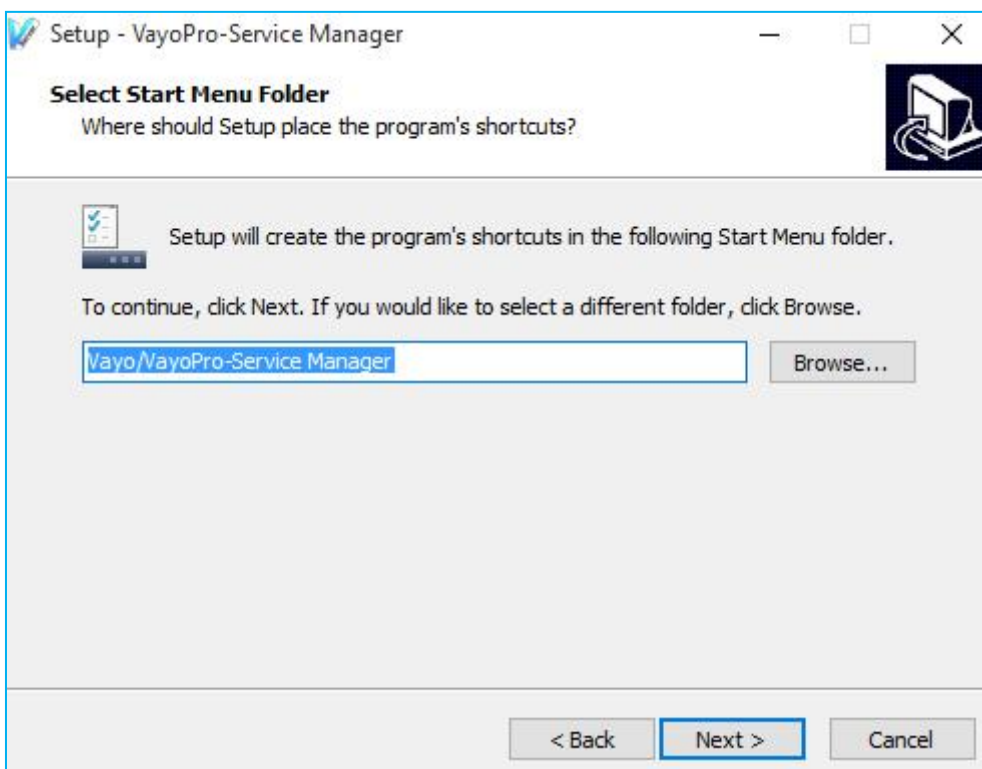 Setup - VayoPro-Service Manager
Select Start Menu Folder
Where should Setup place the program's shortcuts?
Setup will create the program's shortcuts in the following Start Menu folder.
To continue, click Next. If you would like to select a different folder, click Browse.
Vayo/VayoPro-Service Manager
Browse...
< Back
Next >
Cancel